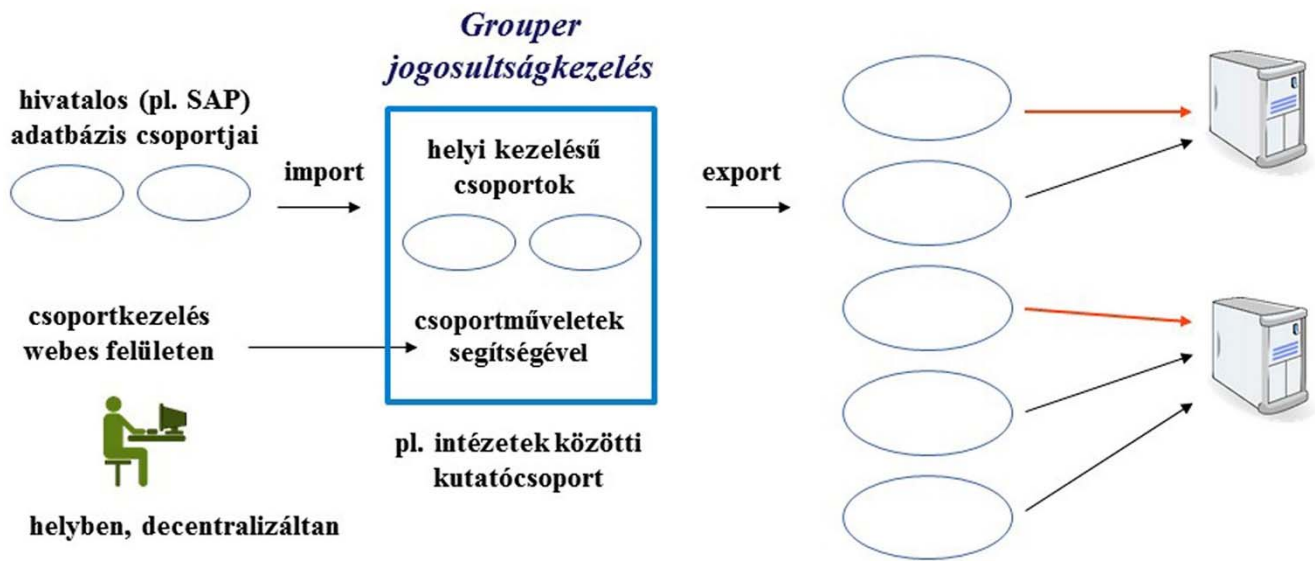 Grouper
jogosultságkezelés
hivatalos (pl. SAP)
adatbázis csoportjai
import
helyi kezelésű
csoportok
export
csoportkezelés
webes felületen
csoportműveletek
segítségével
pl. intézetek közötti
kutatócsoport
helyben, decentralizáltan